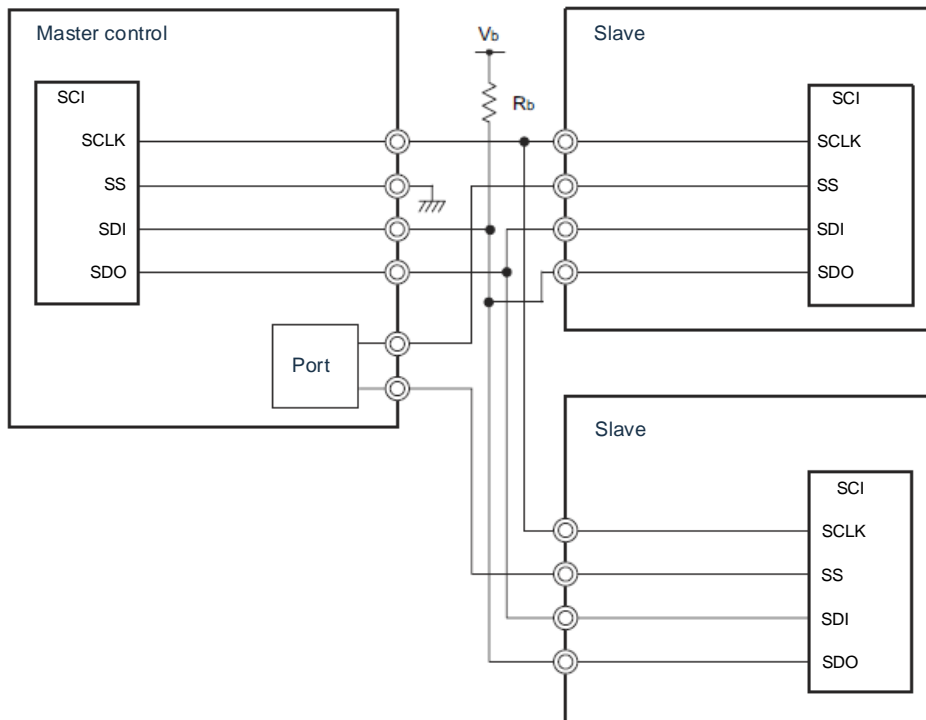 Master control
SCI
SCLK
SS
SDI
SDO
Port
Vb
Rb
Slave
SCI
SCLK
SS
SDI
SDO
Slave
SCI
SCLK
SS
SDI
SDO